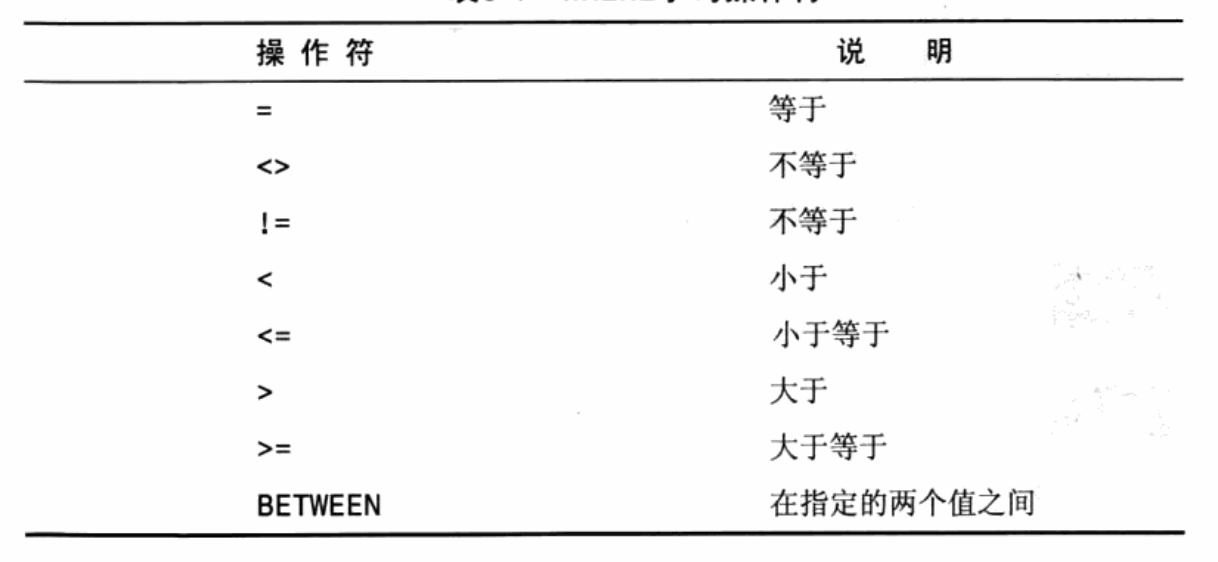 操 作 符 说 明
= 等于
<> 不等于
!= 不等于
< 小于
<= 小于等于
> 大于
>= 大于等于
BETWEEN 在指定的两个值之间